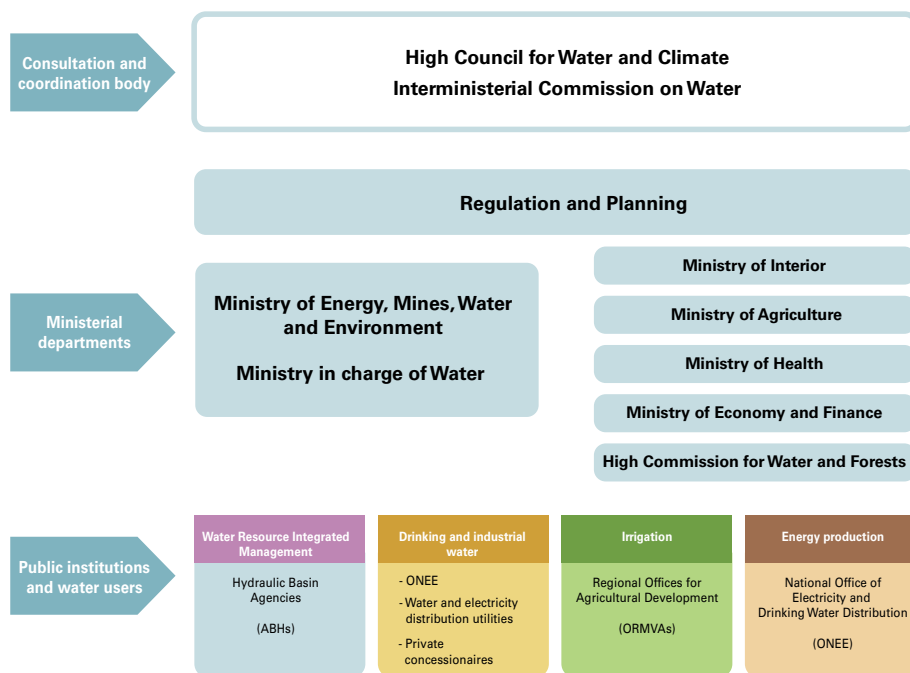 Consultation and
coordination body
High Council for Water and Climate
Interministerial Commission on Water
Regulation and Planning
Ministerial
departments
Ministry of Energy, Mines, Water
and Environment
Ministry in charge of Water
Ministry of Interior
Ministry of Agriculture
Ministry of Health
Ministry of Economy and Finance
High Commission for Water and Forests
Public institutions
and water users
Water Resource Integrated
Management
Hydraulic Basin
Agencies
(ABHs)
Drinking and industrial
water
- ONEE
- Water and electricity
distribution utilities
- Private
concessionaires
Irrigation
Regional Offices for
Agricultural Development
(ORMVAs)
Energy production
National Office of
Electricity and
Drinking Water Distribution
(ONEE)